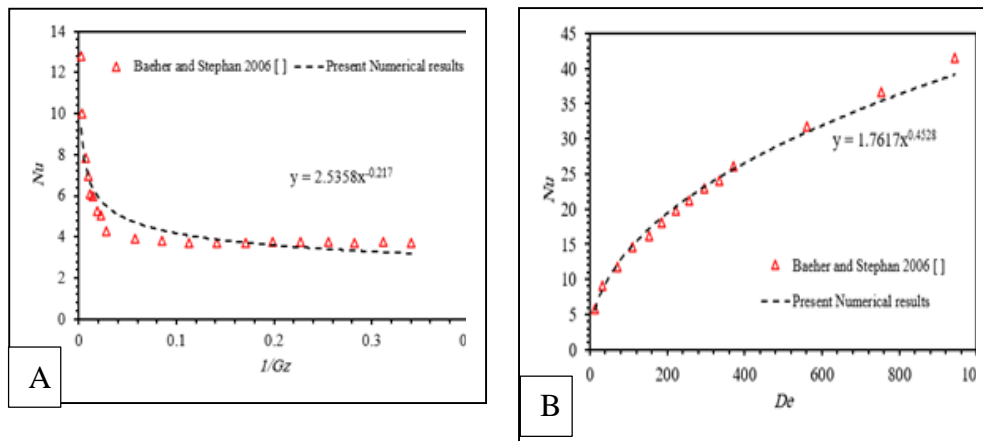 14
12
10
8
6
4
2
0
Nu
Baeher and Stephan 2006 [ ] Present Numerical results
y = 2.5358x^-0.217
0 0.1 0.2 0.3 0
1/Gz
A
45
40
35
30
25
20
15
10
5
0
Nu
y = 1.7617x^0.4528
Baeher and Stephan 2006 [ ]
Present Numerical results
0 200 400 600 800 10
De
B